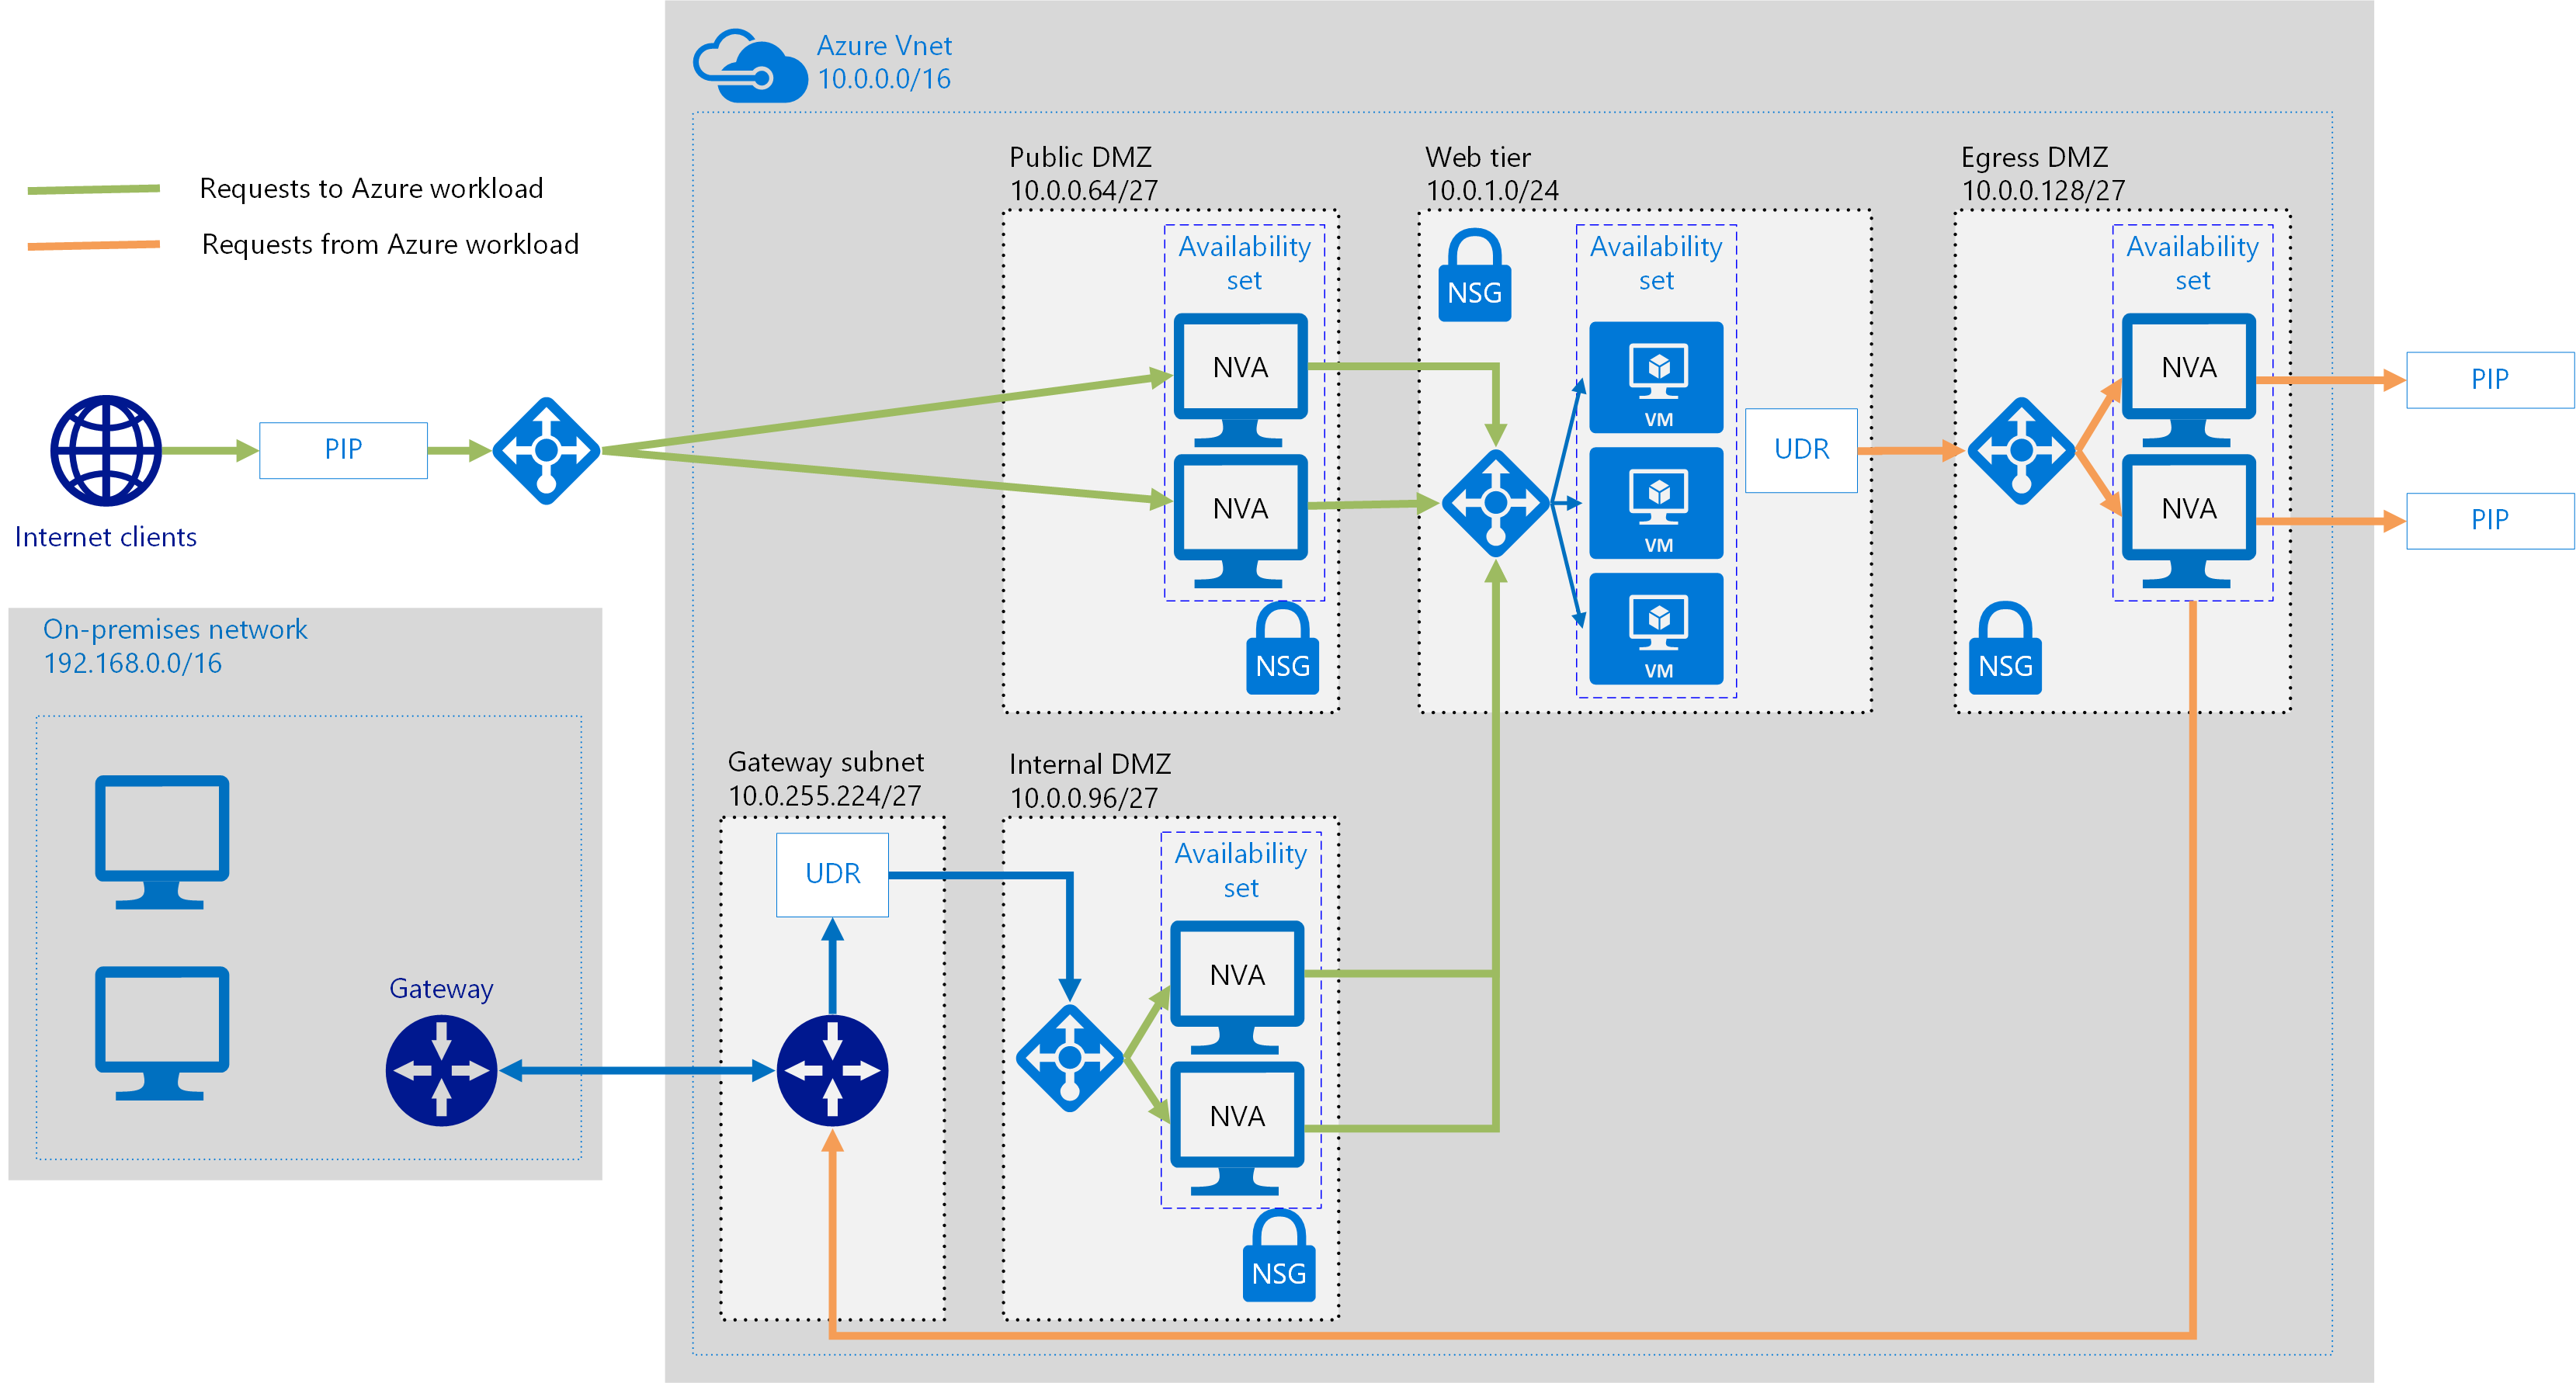 Azure Vnet
10.0.0.0/16
Requests to Azure workload
Requests from Azure workload
Public DMZ
10.0.0.64/27
Availability
set
NVA
NVA
NSG
Web tier
10.0.1.0/24
NSG
Availability
set
VM
VM
VM
UDR
Egress DMZ
10.0.0.128/27
Availability
set
NVA
NVA
NSG
PIP
PIP
PIP
Internet clients
On-premises network
192.168.0.0/16
Gateway
Gateway subnet
10.0.255.224/27
UDR
Internal DMZ
10.0.0.96/27
Availability
set
NVA
NVA
NSG